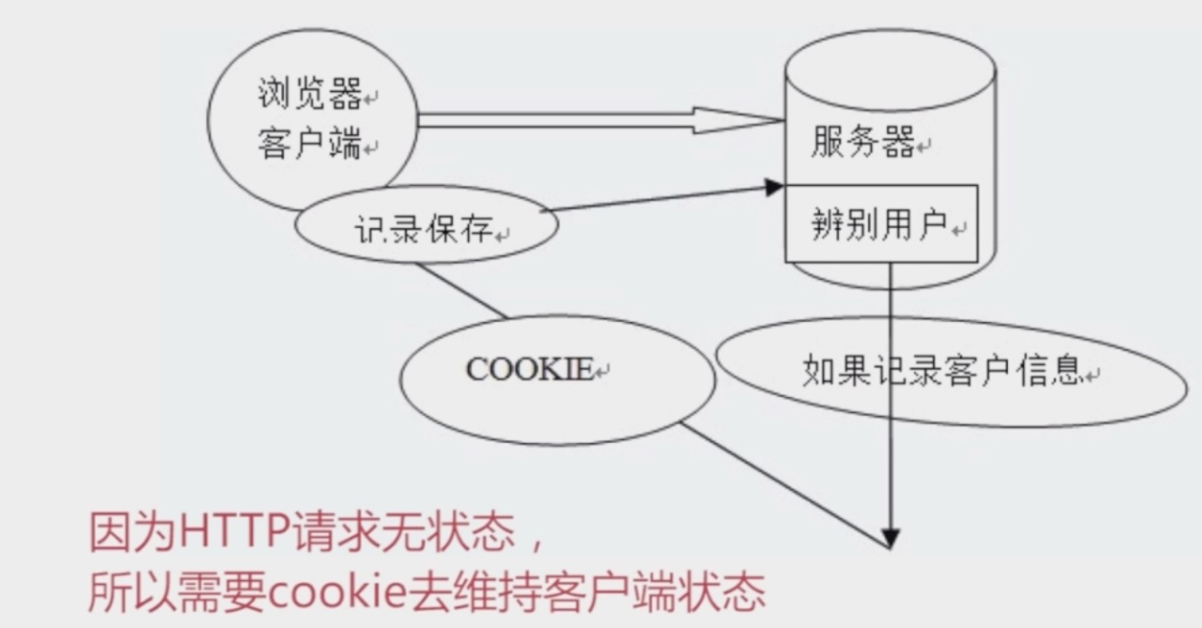 浏览器
客户端
服务器
记录保存
辨别用户
COOKIE
如果记录客户信息
因为HTTP请求无状态，
所以需要cookie去维持客户端状态